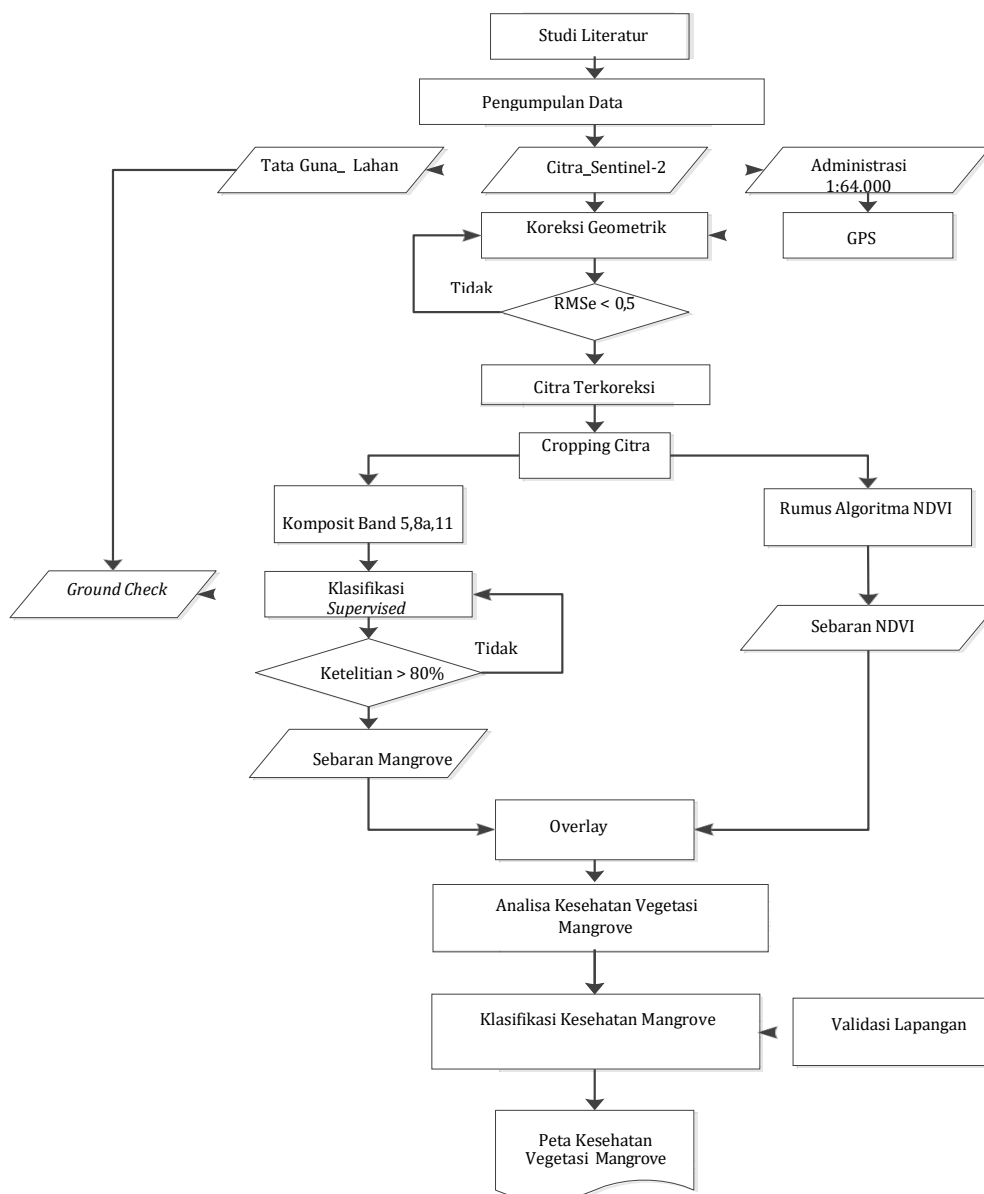 Studi Literatur
Pengumpulan Data
Tata Guna_ Lahan
Citra_Sentinel-2
Administrasi
1:64.000
Koreksi Geometrik
GPS
Tidak
RMSe < 0,5
Citra Terkoreksi
Cropping Citra
Komposit Band 5,8a,11
Rumus Algoritma NDVI
Ground Check
Klasifikasi
Supervised
Sebaran NDVI
Tidak
Ketelitian > 80%
Sebaran Mangrove
Overlay
Analisa Kesehatan Vegetasi
Mangrove
Klasifikasi Kesehatan Mangrove
Validasi Lapangan
Peta Kesehatan
Vegetasi Mangrove